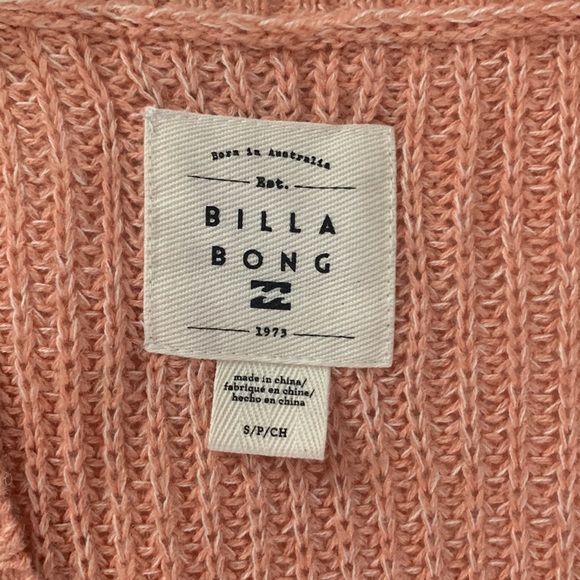 Born in Australia
Est.
BILLA
BONG
1973
made in china/
fabriqué en chine/
hecho en china
S/P/CH